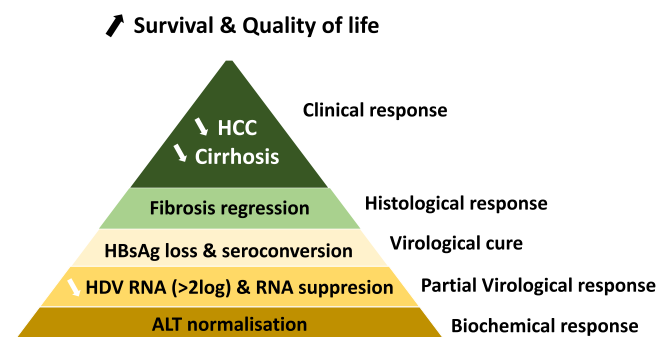 Survival & Quality of life
Clinical response
HCC
Cirrhosis
Fibrosis regression
Histological response
HBsAg loss & seroconversion
Virological cure
HDV RNA (>2log) & RNA suppresion
Partial Virological response
ALT normalisation
Biochemical response